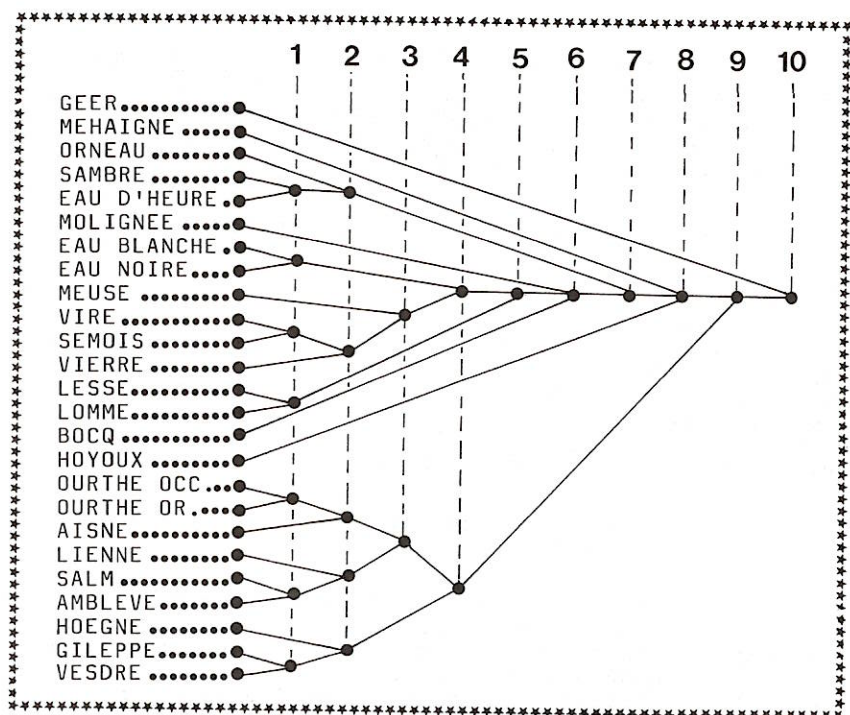 1 2 3 4 5 6 7 8 9 10
GEER...........
MEHAIGNE......
ORNEAU........
SAMBRE........
EAU D'HEURE.
MOLIGNEE.....
EAU BLANCHE.
EAU NOIRE....
MEUSE.........
VIRE..........
SEMOIS........
VIERRE........
LESSE.........
LOMME.........
BOCQ...........
HOYOUX........
OURTHE OCC...
OURTHE OR....
AISNE.........
LIENNE........
SALM...........
AMBLEVE.......
HOEGNE........
GILEPPE.......
VESDRE........